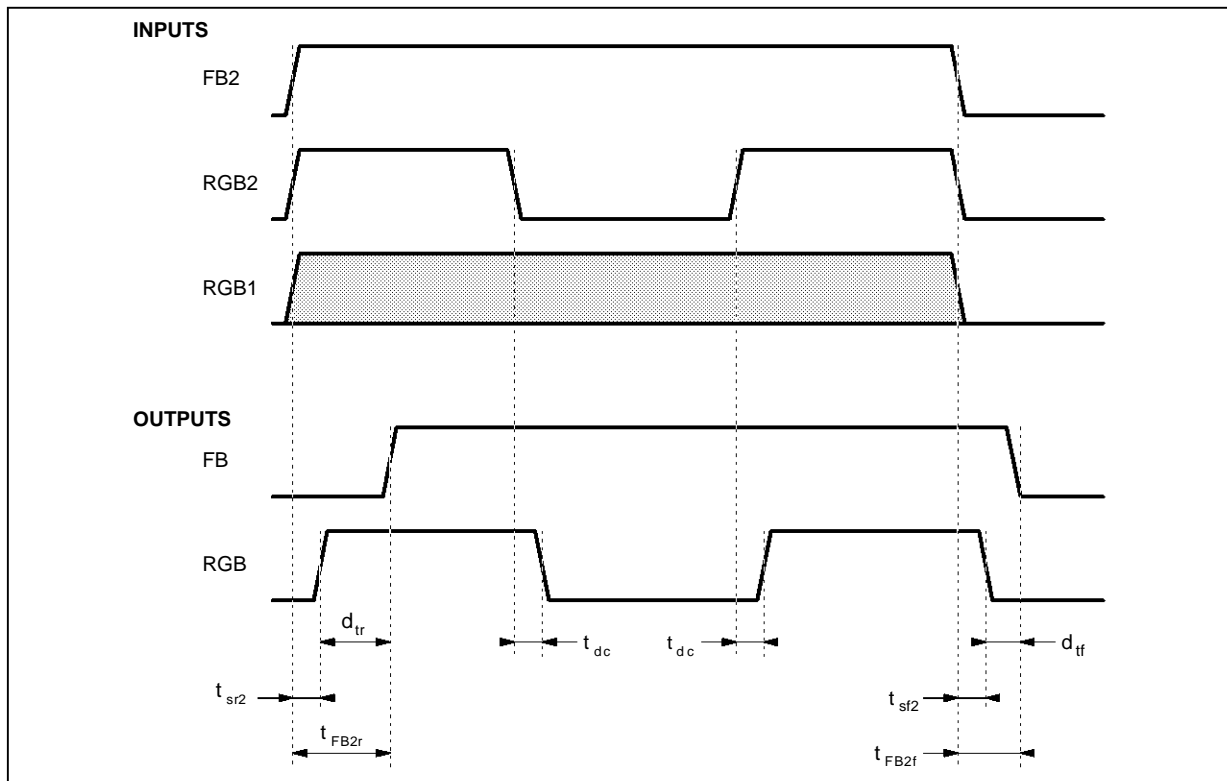 INPUTS
FB2
RGB2
RGB1
OUTPUTS
FB
RGB
d tr
t dc
t dc
d tf
t sr2
t sf2
t FB2r
t FB2f